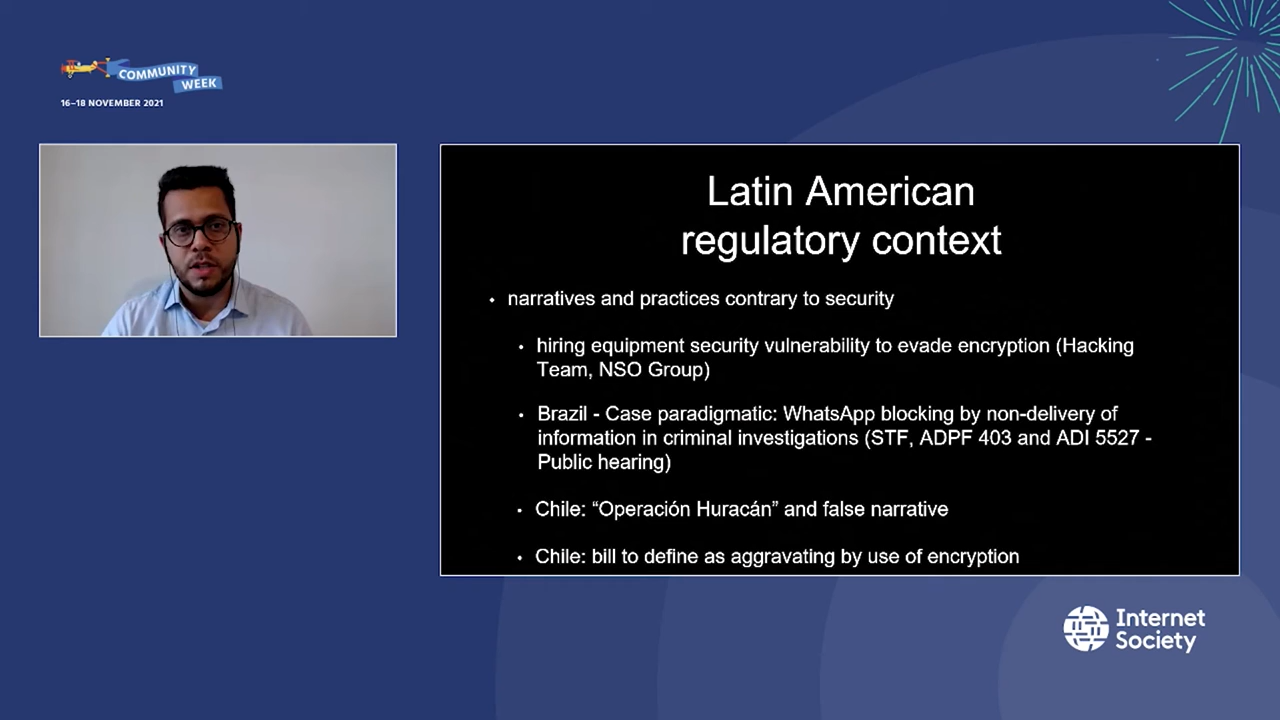 COMMUNITY
WEEK
16–18 NOVEMBER 2021
Latin American
regulatory context
• narratives and practices contrary to security
• hiring equipment security vulnerability to evade encryption (Hacking
Team, NSO Group)
• Brazil - Case paradigmatic: WhatsApp blocking by non-delivery of
information in criminal investigations (STF, ADPF 403 and ADI 5527 -
Public hearing)
• Chile: “Operación Huracán” and false narrative
• Chile: bill to define as aggravating by use of encryption
Internet
Society